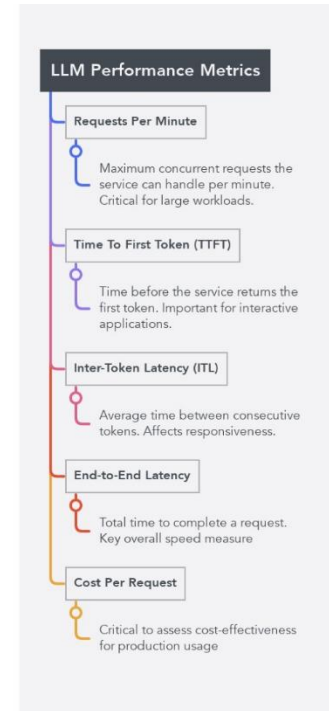 LLM Performance Metrics
Requests Per Minute
Maximum concurrent requests the
service can handle per minute.
Critical for large workloads.
Time To First Token (TTFT)
Time before the service returns the
first token. Important for interactive
applications.
Inter-Token Latency (ITL)
Average time between consecutive
tokens. Affects responsiveness.
End-to-End Latency
Total time to complete a request.
Key overall speed measure
Cost Per Request
Critical to assess cost-effectiveness
for production usage